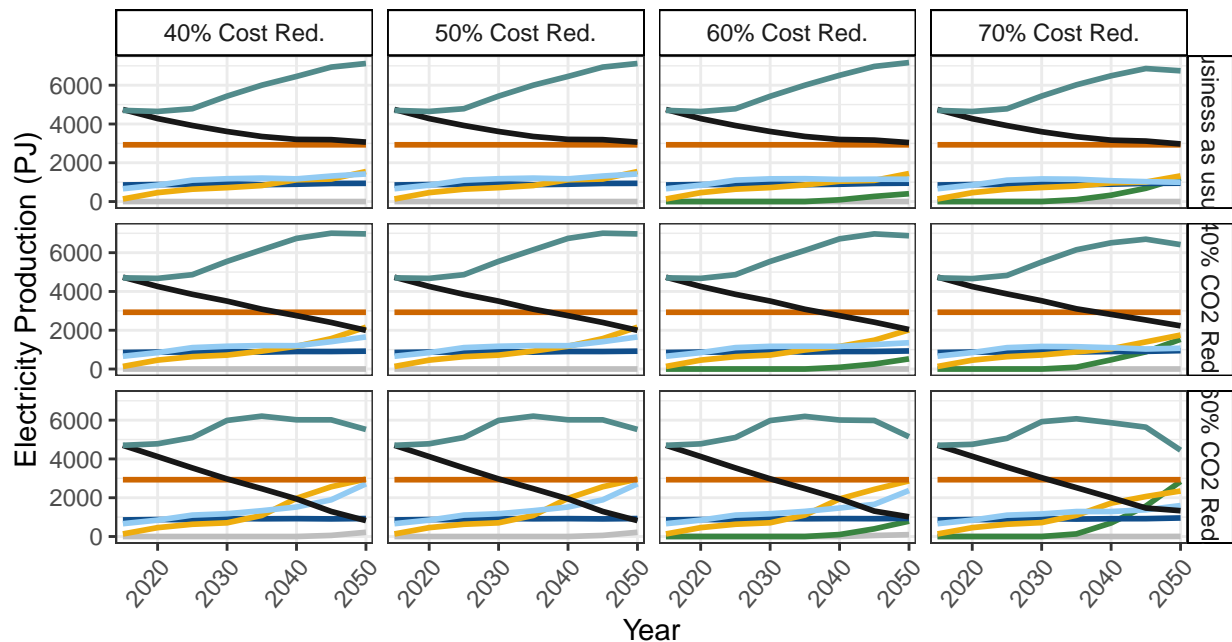 40% Cost Red. 50% Cost Red. 60% Cost Red. 70% Cost Red.
Electricity Production (PJ)
6000
4000
2000
0
usiness as usu
6000
4000
2000
0
40% CO2 Red
6000
4000
2000
0
60% CO2 Red
2020 2030 2040 2050 2020 2030 2040 2050 2020 2030 2040 2050 2020 2030 2040 2050
Year